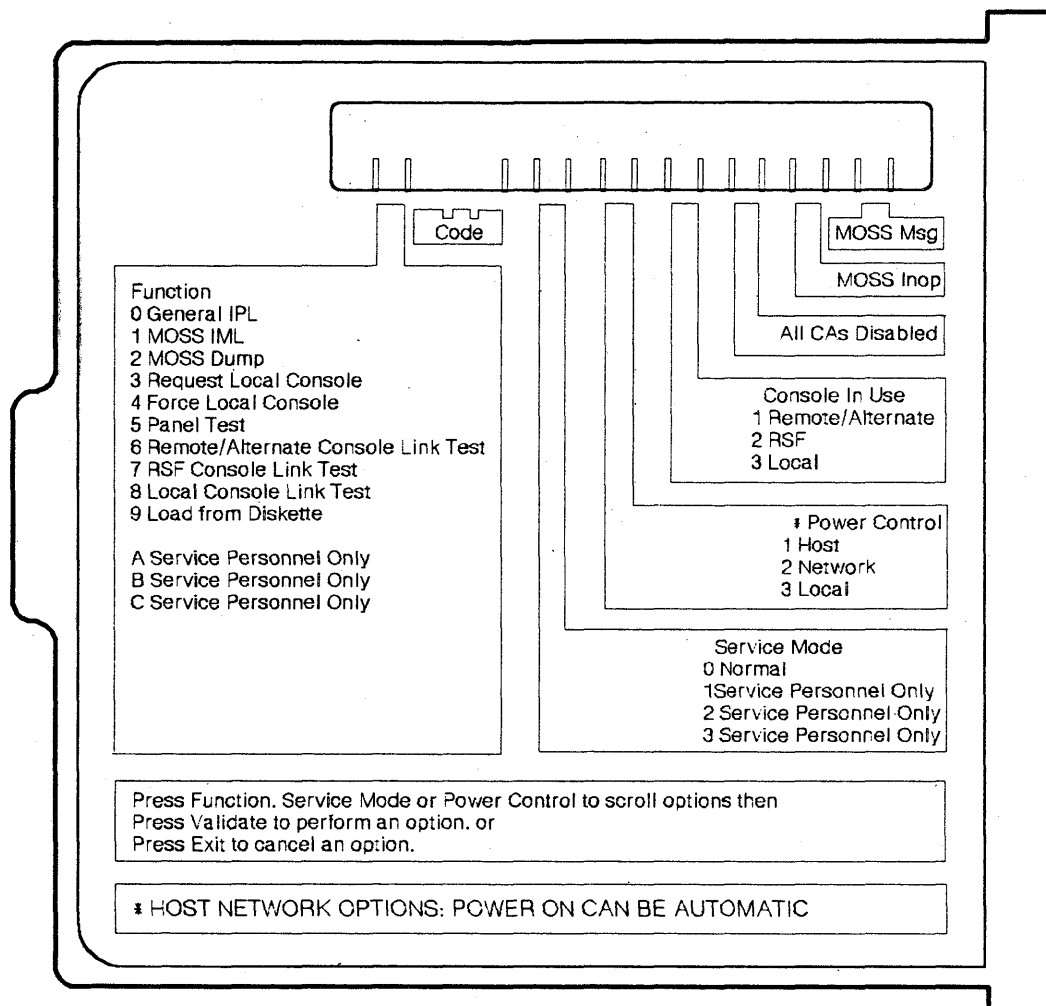 Code
MOSS Msg
MOSS Inop
All CAs Disabled
Function
0 General IPL
1 MOSS IML
2 MOSS Dump
3 Request Local Console
4 Force Local Console
5 Panel Test
6 Remote/Alternate Console Link Test
7 RSF Console Link Test
8 Local Console Link Test
9 Load from Diskette
A Service Personnel Only
B Service Personnel Only
C Service Personnel Only
Console In Use
1 Remote/Alternate
2 RSF
3 Local
* Power Control
1 Host
2 Network
3 Local
Service Mode
0 Normal
1Service Personnel Only
2 Service Personnel Only
3 Service Personnel Only
Press Function. Service Mode or Power Control to scroll options then
Press Validate to perform an option. or
Press Exit to cancel an option.
* HOST NETWORK OPTIONS: POWER ON CAN BE AUTOMATIC